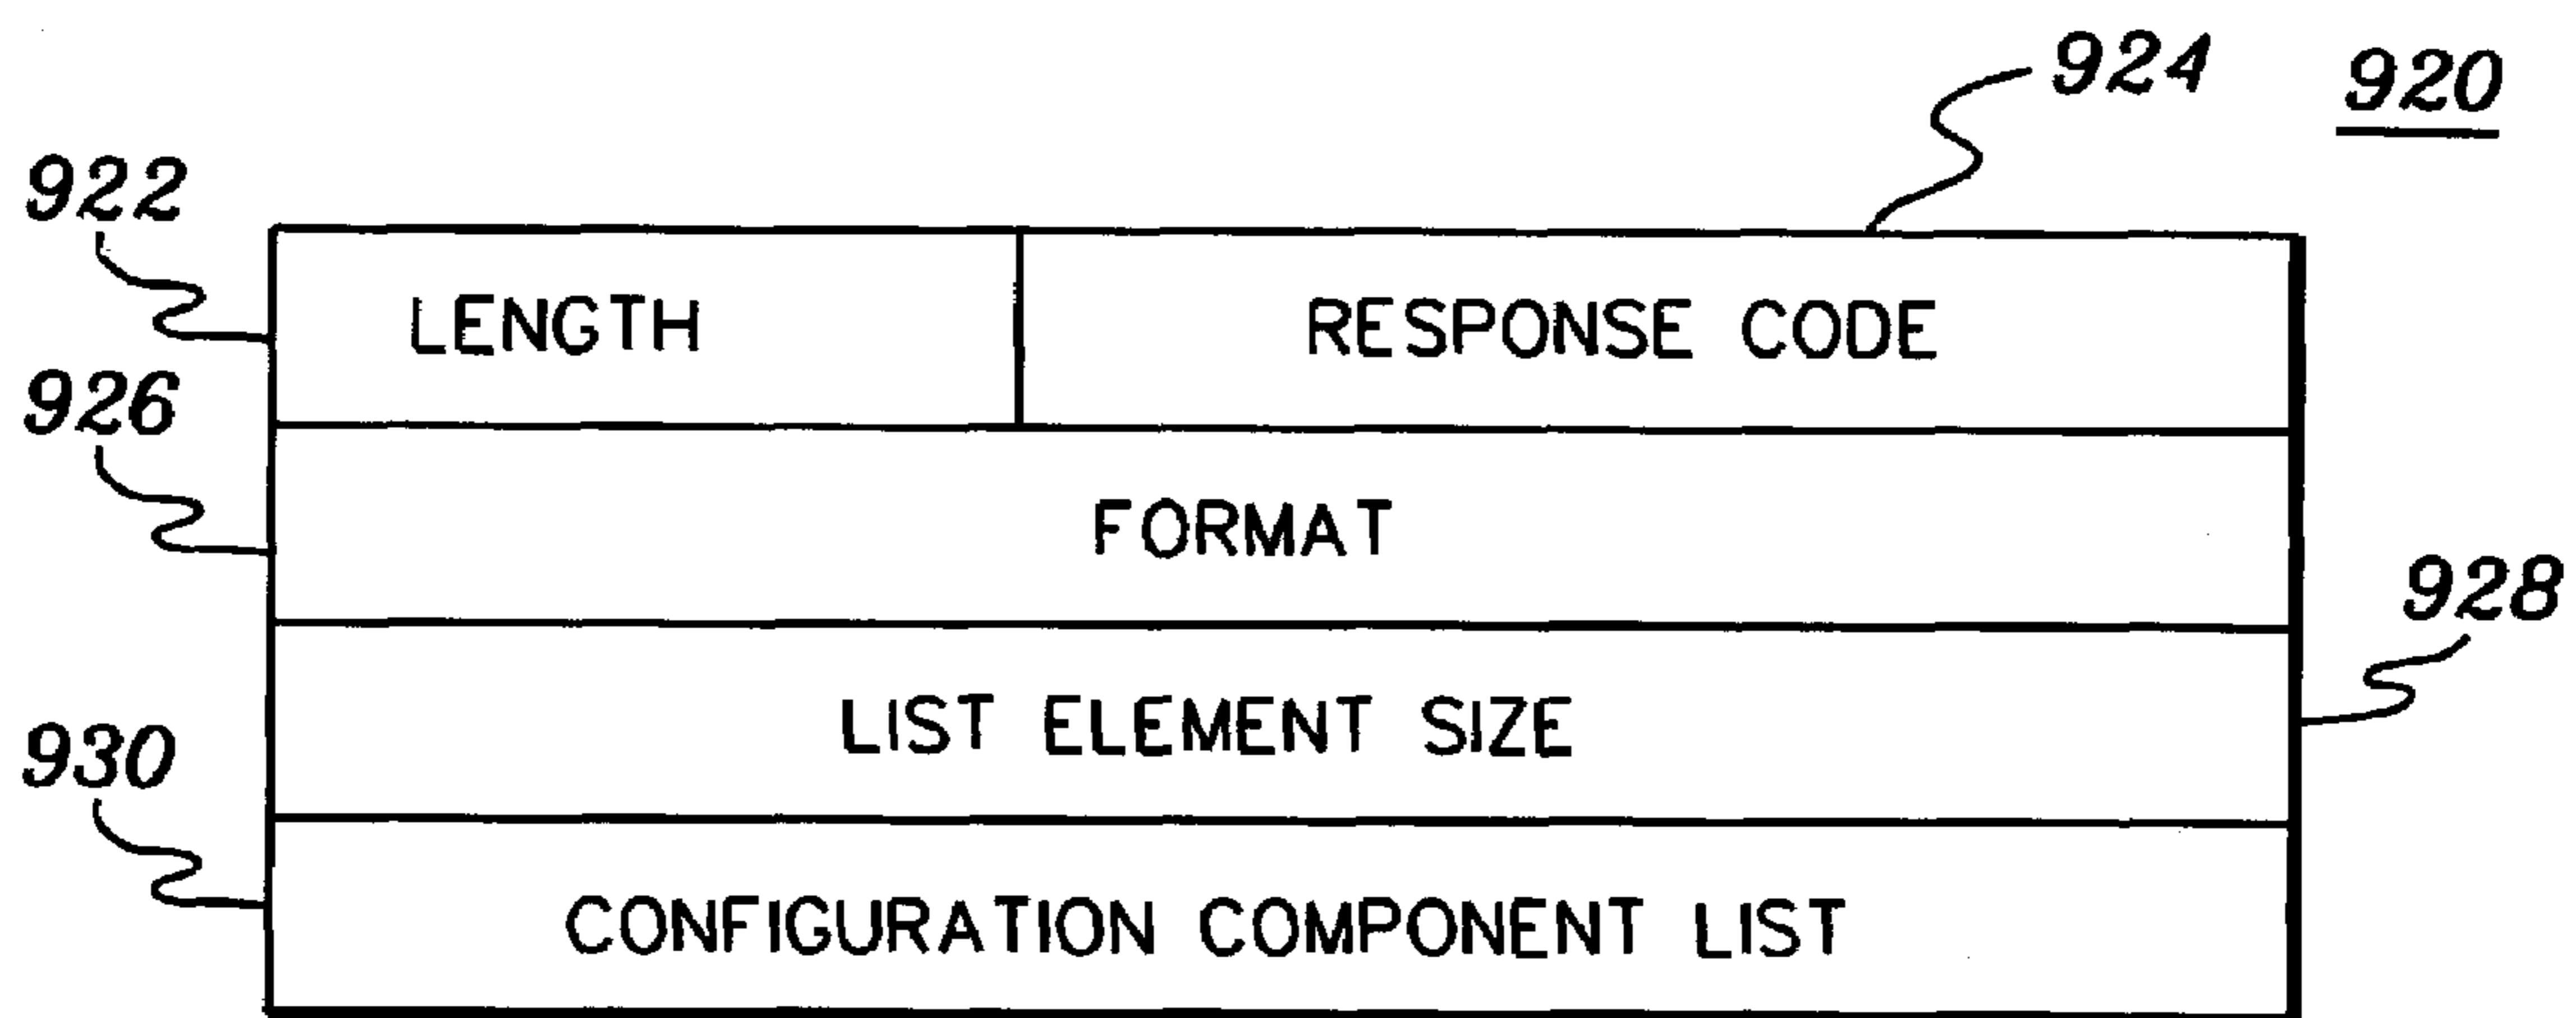 924 920
922
LENGTH RESPONSE CODE
926
FORMAT
928
LIST ELEMENT SIZE
930
CONFIGURATION COMPONENT LIST